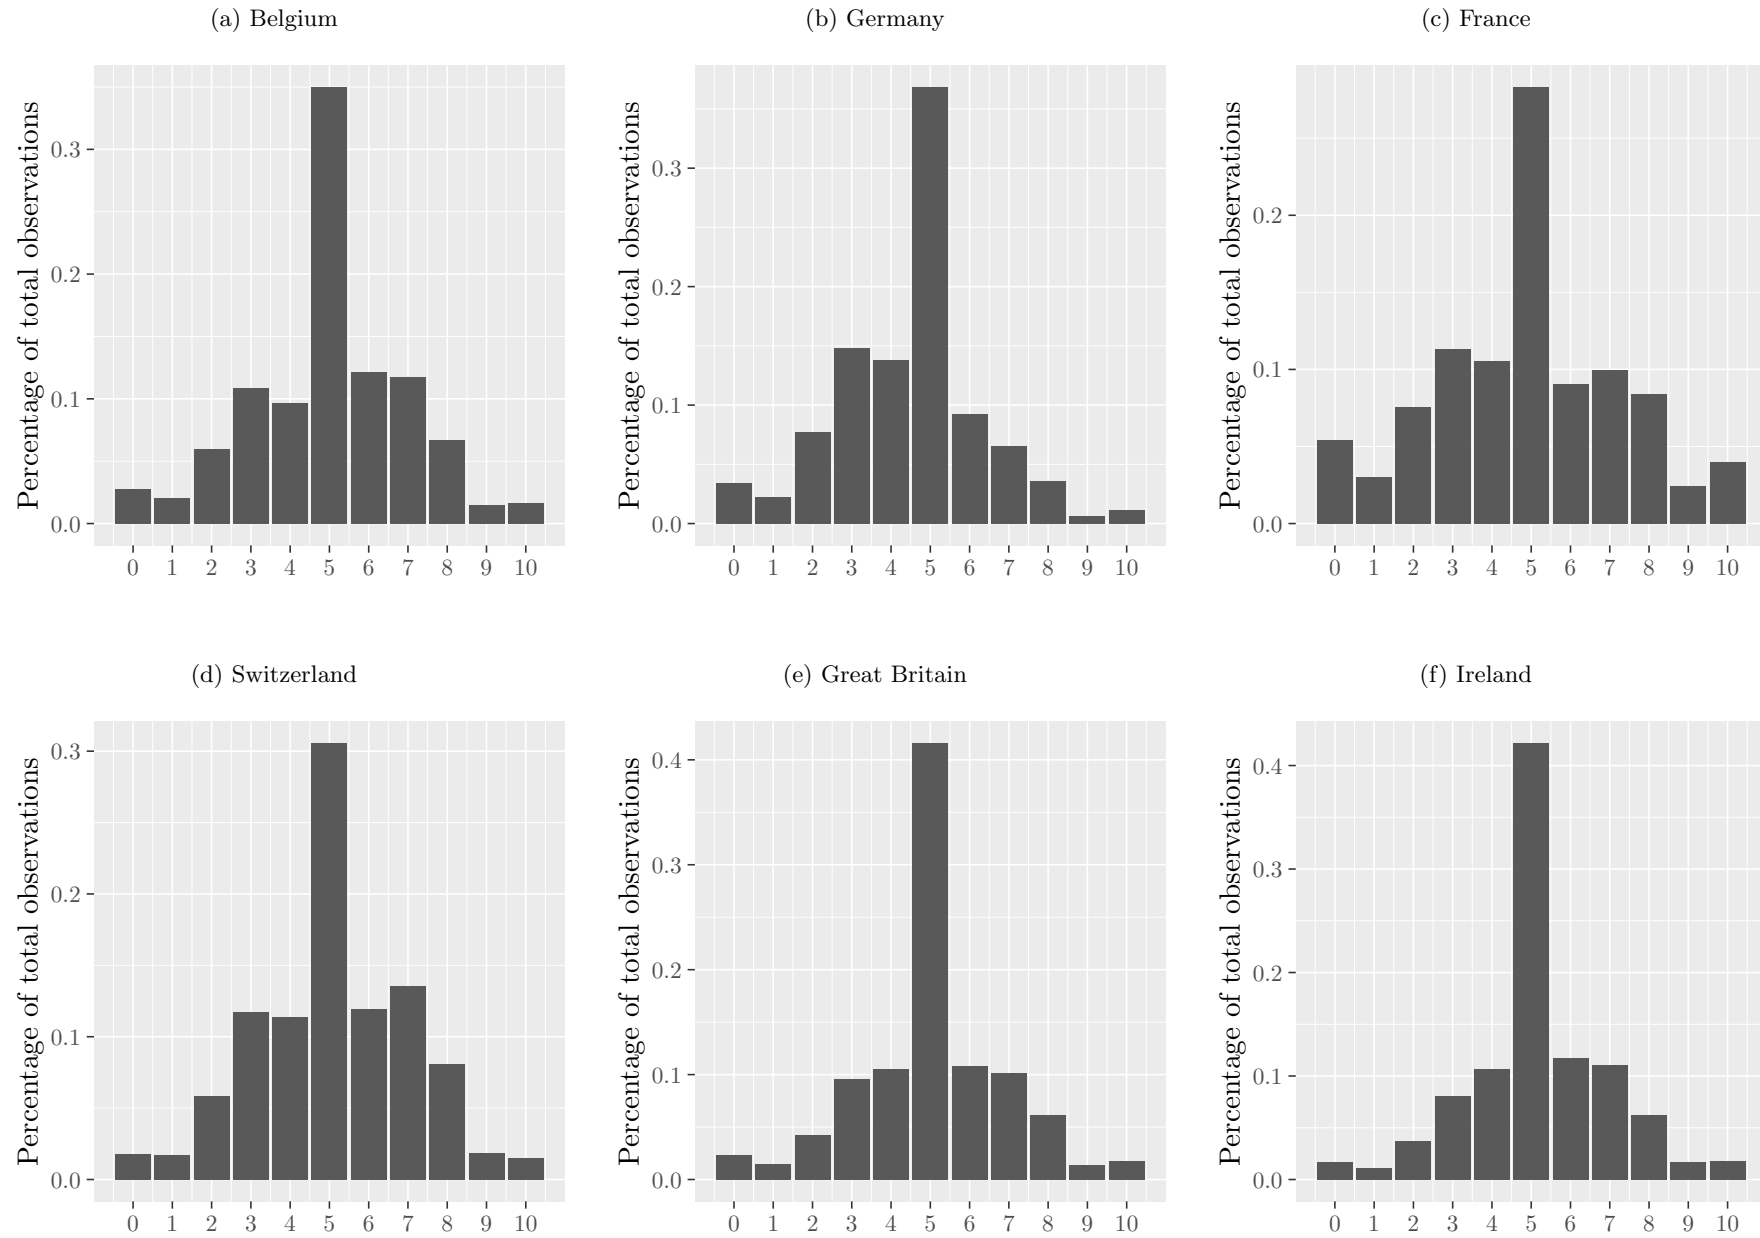 (a) Belgium
(b) Germany
(c) France
Percentage of total observations
0.3
0.2
0.1
0.0
0 1 2 3 4 5 6 7 8 9 10
Percentage of total observations
0.3
0.2
0.1
0.0
0 1 2 3 4 5 6 7 8 9 10
Percentage of total observations
0.2
0.1
0.0
0 1 2 3 4 5 6 7 8 9 10
(d) Switzerland
(e) Great Britain
(f) Ireland
Percentage of total observations
0.3
0.2
0.1
0.0
0 1 2 3 4 5 6 7 8 9 10
Percentage of total observations
0.4
0.3
0.2
0.1
0.0
0 1 2 3 4 5 6 7 8 9 10
Percentage of total observations
0.4
0.3
0.2
0.1
0.0
0 1 2 3 4 5 6 7 8 9 10